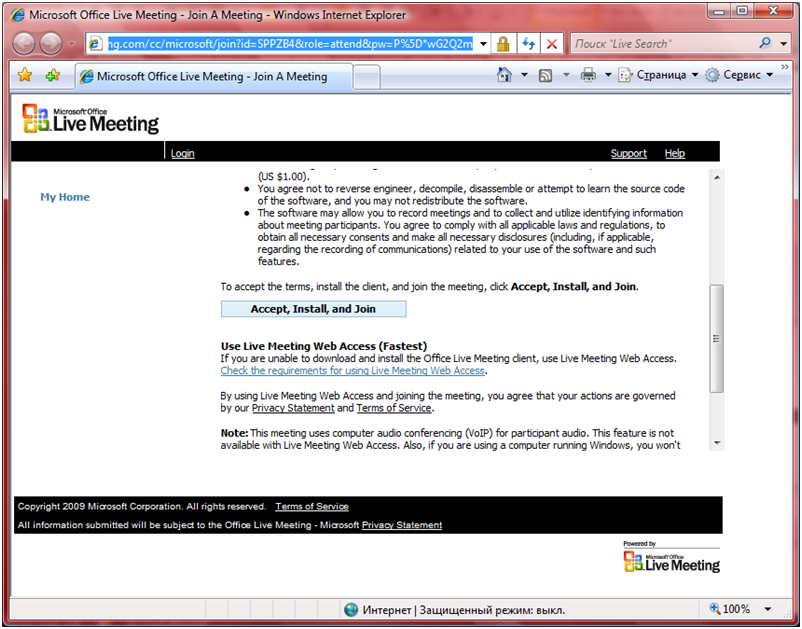 Microsoft Office Live Meeting - Join A Meeting - Windows Internet Explorer
ng.com/cc/microsoft/join?id=SPPZB4&role=attend&pw=P%5D*wG2Q2m
Поиск "Live Search"
Microsoft Office Live Meeting - Join A Meeting
Страница
Сервис
Microsoft Office
Live Meeting
Login
Support
Help
My Home
(US $1.00).
• You agree not to reverse engineer, decompile, disassemble or attempt to learn the source code
of the software, and you may not redistribute the software.
• The software may allow you to record meetings and to collect and utilize identifying information
about meeting participants. You agree to comply with all applicable laws and regulations, to
obtain all necessary consents and make all necessary disclosures (including, if applicable,
regarding the recording of communications) related to your use of the software and such
features.
To accept the terms, install the client, and join the meeting, click Accept, Install, and Join.
Accept, Install, and Join
Use Live Meeting Web Access (Fastest)
If you are unable to download and install the Office Live Meeting client, use Live Meeting Web Access.
Check the requirements for using Live Meeting Web Access.
By using Live Meeting Web Access and joining the meeting, you agree that your actions are governed
by our Privacy Statement and Terms of Service.
Note: This meeting uses computer audio conferencing (VoIP) for participant audio. This feature is not
available with Live Meeting Web Access. Also, if you are using a computer running Windows, you won't
Copyright 2009 Microsoft Corporation. All rights reserved. Terms of Service
All information submitted will be subject to the Office Live Meeting - Microsoft Privacy Statement
Powered by
Microsoft Office
Live Meeting
Интернет | Защищенный режим: выкл.
100%